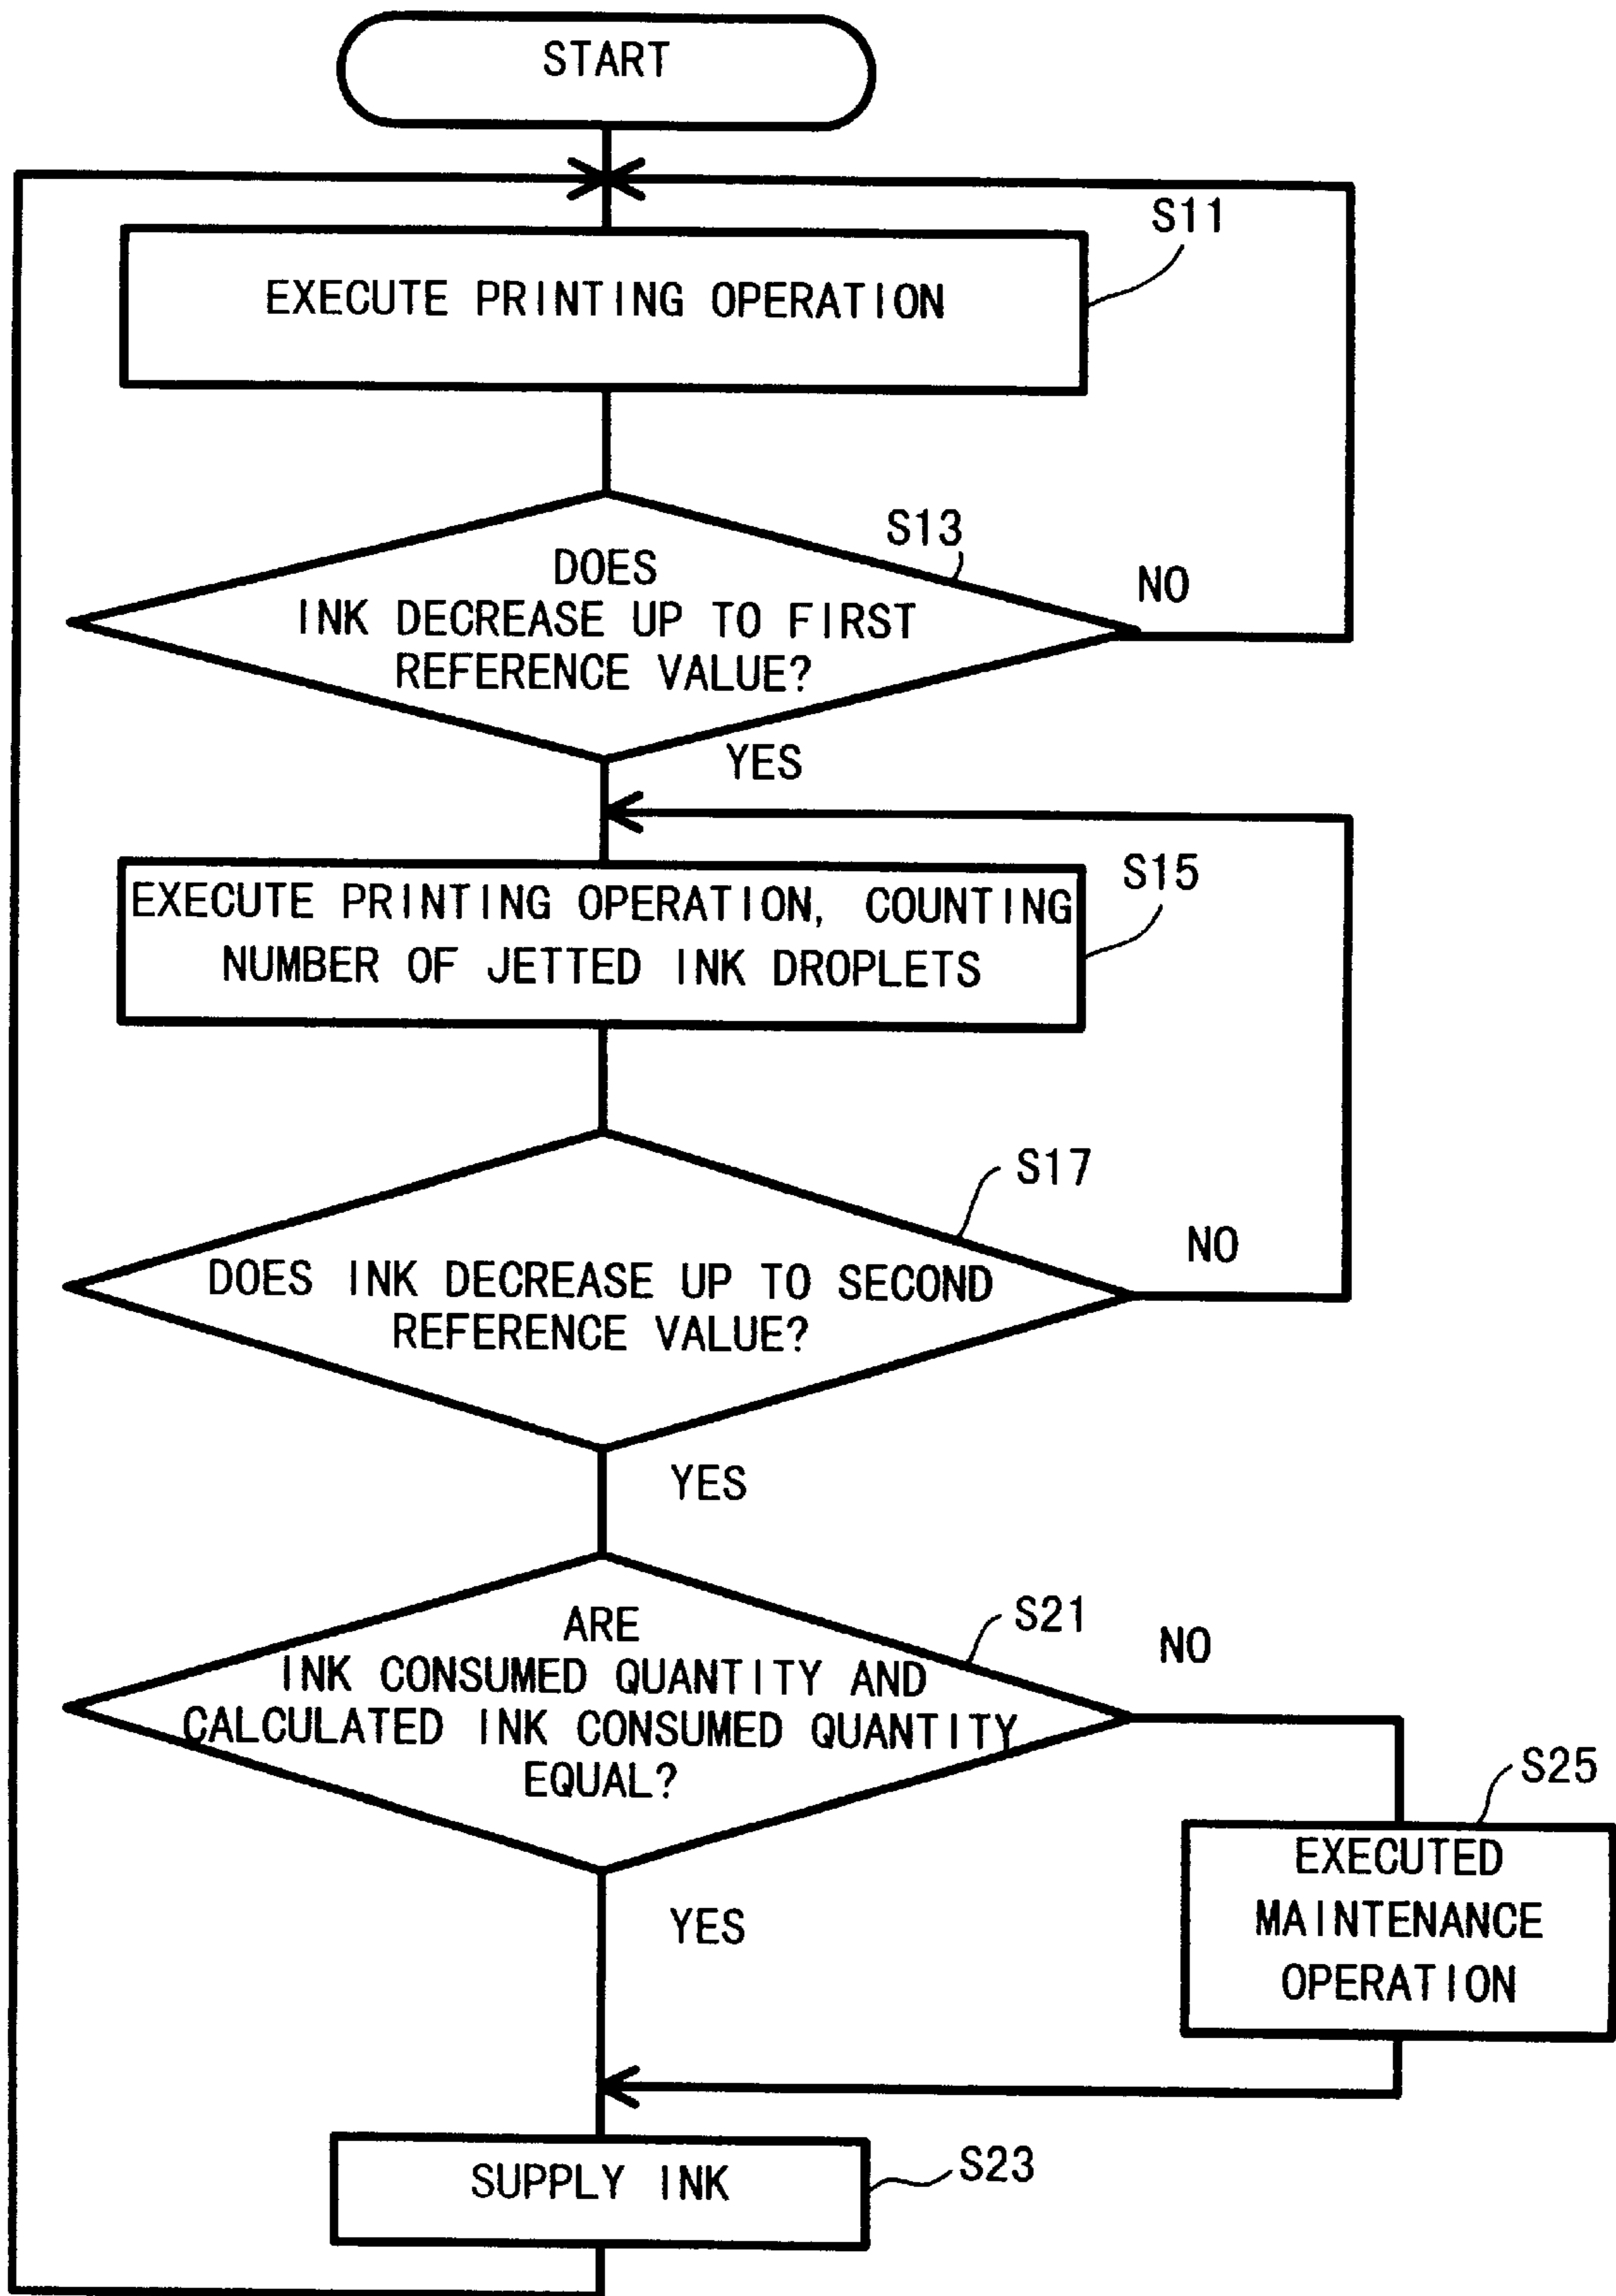 START
S11
EXECUTE PRINTING OPERATION
S13
DOES
INK DECREASE UP TO FIRST
REFERENCE VALUE?
NO
YES
S15
EXECUTE PRINTING OPERATION, COUNTING
NUMBER OF JETTED INK DROPLETS
S17
DOES INK DECREASE UP TO SECOND
REFERENCE VALUE?
NO
YES
S21
ARE
INK CONSUMED QUANTITY AND
CALCULATED INK CONSUMED QUANTITY
EQUAL?
NO
S25
EXECUTED
MAINTENANCE
OPERATION
YES
S23
SUPPLY INK